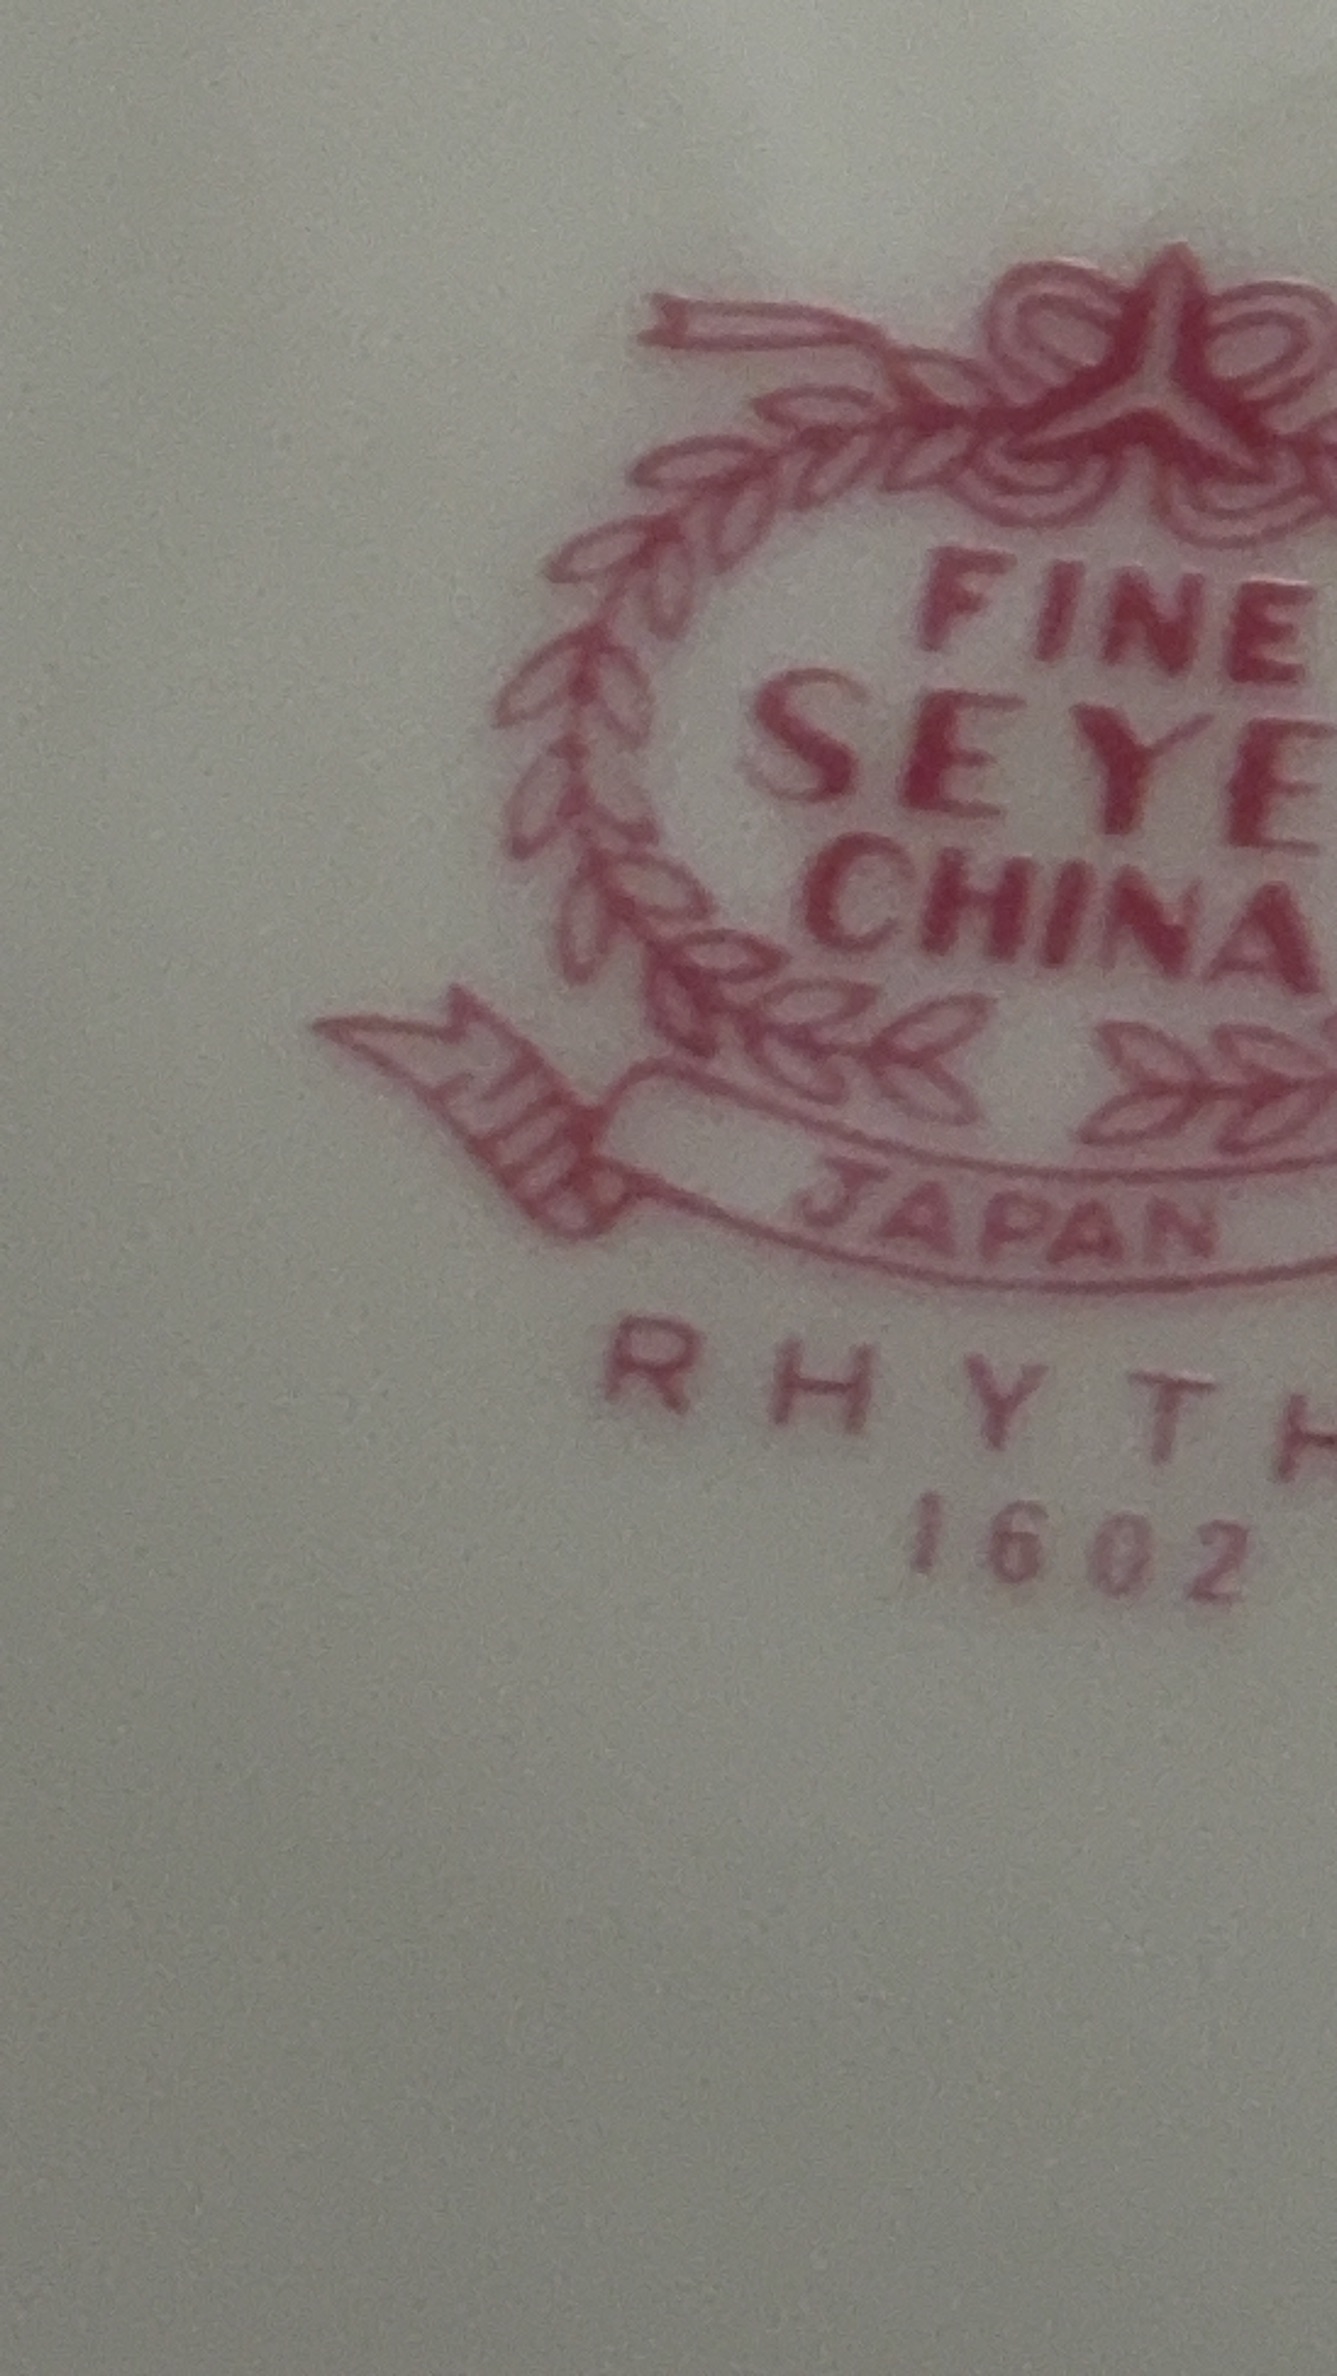 FINE
SEYE
CHINA
JAPAN
RHYTH
1602